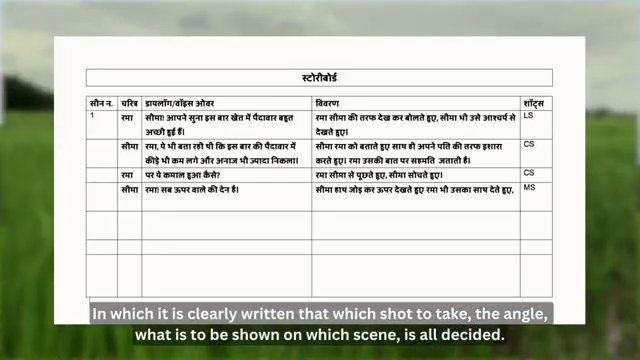 स्टोरीबोर्ड
सीन न. चरित्र डायलॉग/वॉइस ओवर विवरण शॉट्स
1 रमा सीमा! आपने सुना इस बार खेत में पैदावार बहुत अच्छी हुई हैं। रमा सीमा की तरफ देख कर बोलते हुए, सीमा भी उसे आश्चर्य से देखते हुए। LS
सीमा रमा, ये भी बता रही थी कि इस बार की पैदावार में कीड़े भी कम लगे और अनाज भी ज्यादा निकला। सीमा रमा को बताते हुए साथ ही अपने पति की तरफ इशारा करते हुए। रमा उसकी बात पर सहमति जताती हैं। CS
रमा पर ये कमाल हुआ कैसे? रमा सीमा से पूछते हुए, सीमा सोचते हुए। CS
सीमा रमा! सब ऊपर वाले की देन है। सीमा हाथ जोड़ कर ऊपर देखते हुए रमा भी उसका साथ देते हुए, MS
In which it is clearly written that which shot to take, the angle,
what is to be shown on which scene, is all decided.